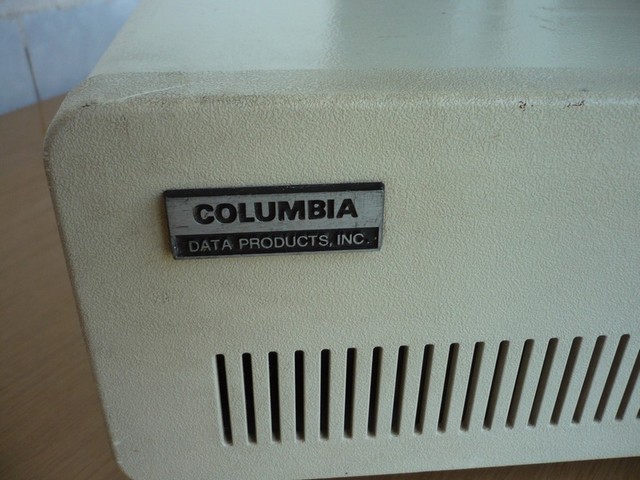 COLUMBIA
DATA PRODUCTS, INC.